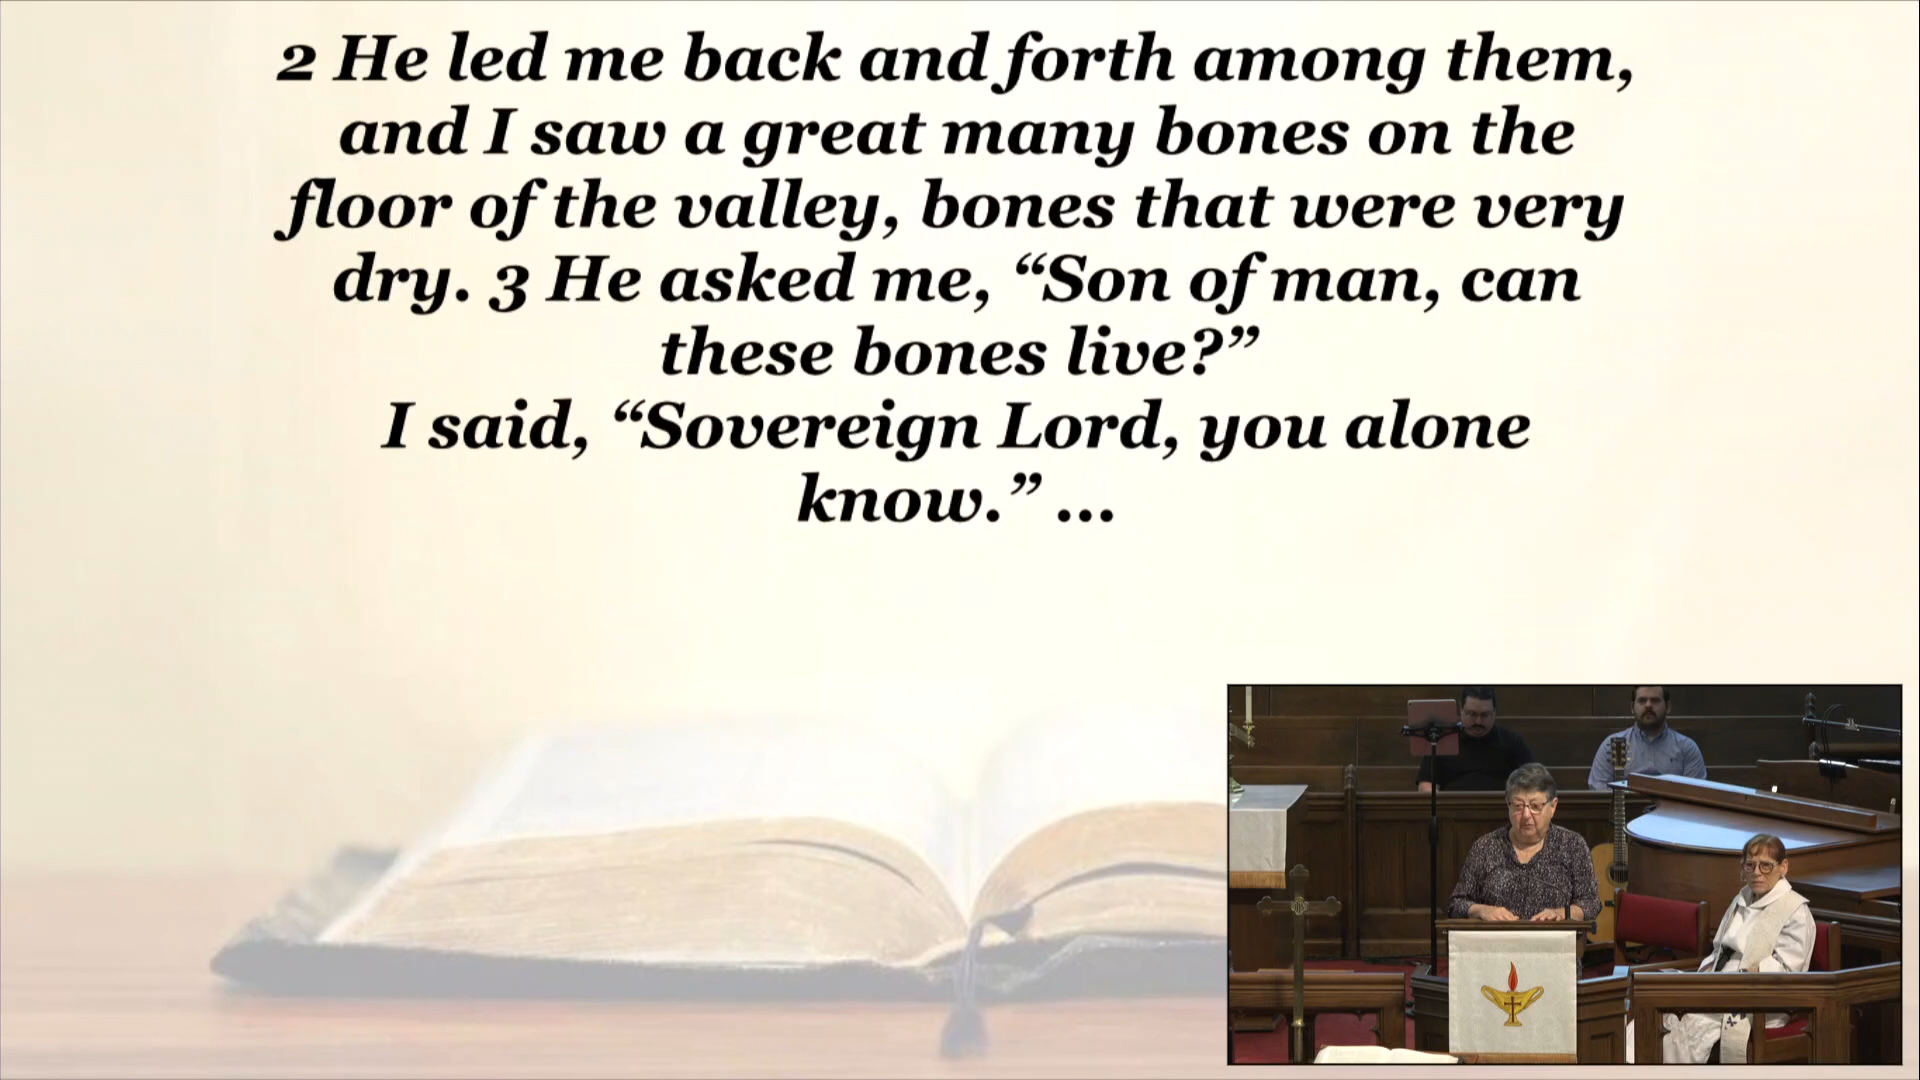 2 He led me back and forth among them,
and I saw a great many bones on the
floor of the valley, bones that were very
dry. 3 He asked me, “Son of man, can
these bones live?”
I said, “Sovereign Lord, you alone
know.” ...